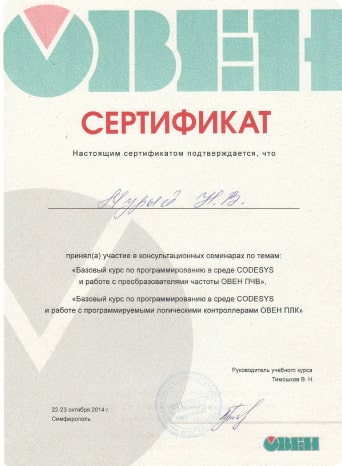 ОВЕН
СЕРТИФИКАТ
Настоящим сертификатом подтверждается, что
Н.В.
принял(а) участие в консультационных семинарах по темам:
«Базовый курс по программированию в среде CODESYS
и работе с преобразователями частоты ОВЕН ПЧВ»,
«Базовый курс по программированию в среде CODESYS
и работе с программируемыми логическими контроллерами ОВЕН ПЛК»
Руководитель учебного курса
Тимошков В. Н.
22-23 октября 2014 г.
Симферополь
ОВЕН